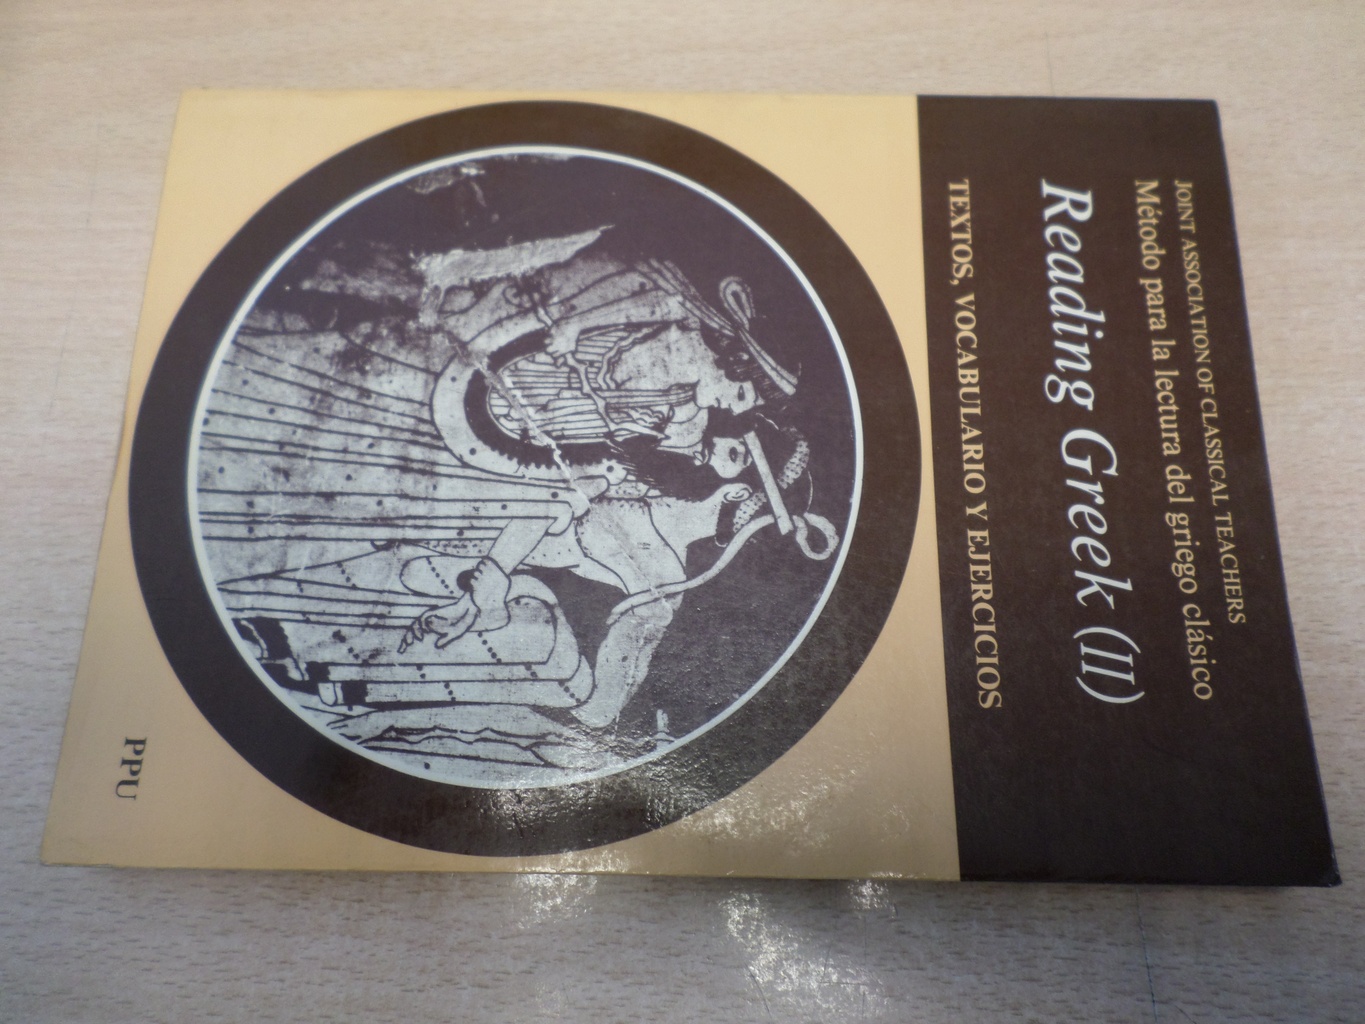 JOINT ASSOCIATION OF CLASSICAL TEACHERS
Método para la lectura del griego clásico
Reading Greek (II)
TEXTOS, VOCABULARIO Y EJERCICIOS
PPU